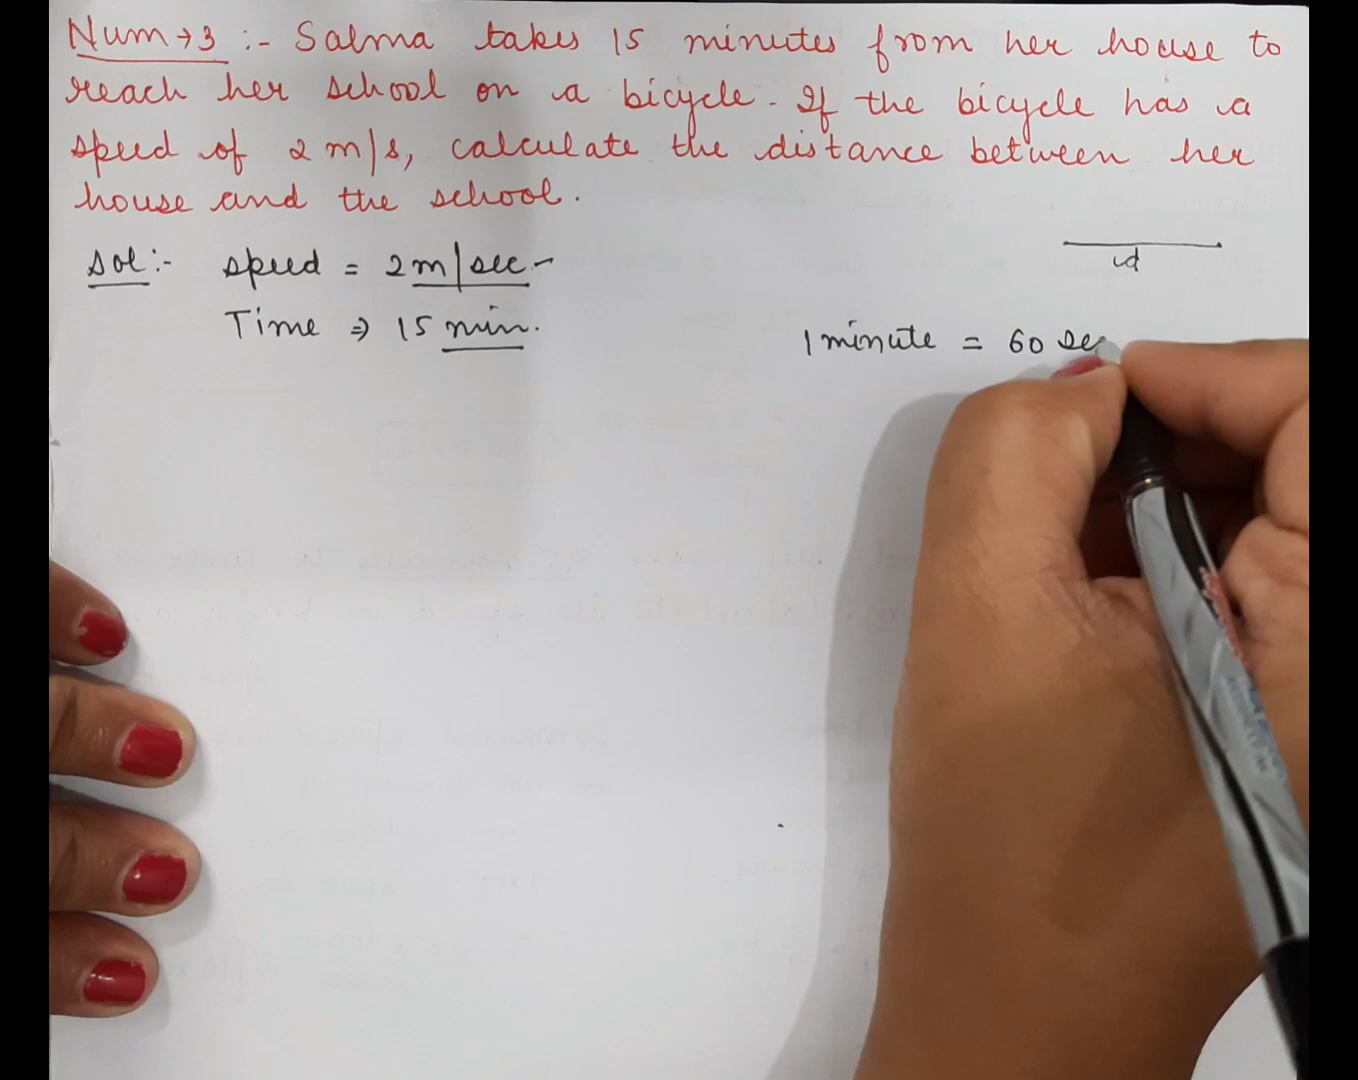 Num→3 :- Salma takes 15 minutes from her house to
reach her school on a bicycle. If the bicycle has a
speed of 2 m/s, calculate the distance between her
house and the school.
d
Sol:- speed = 2m/sec.-
Time ⇒ 15 min.
1 minute = 60 sec